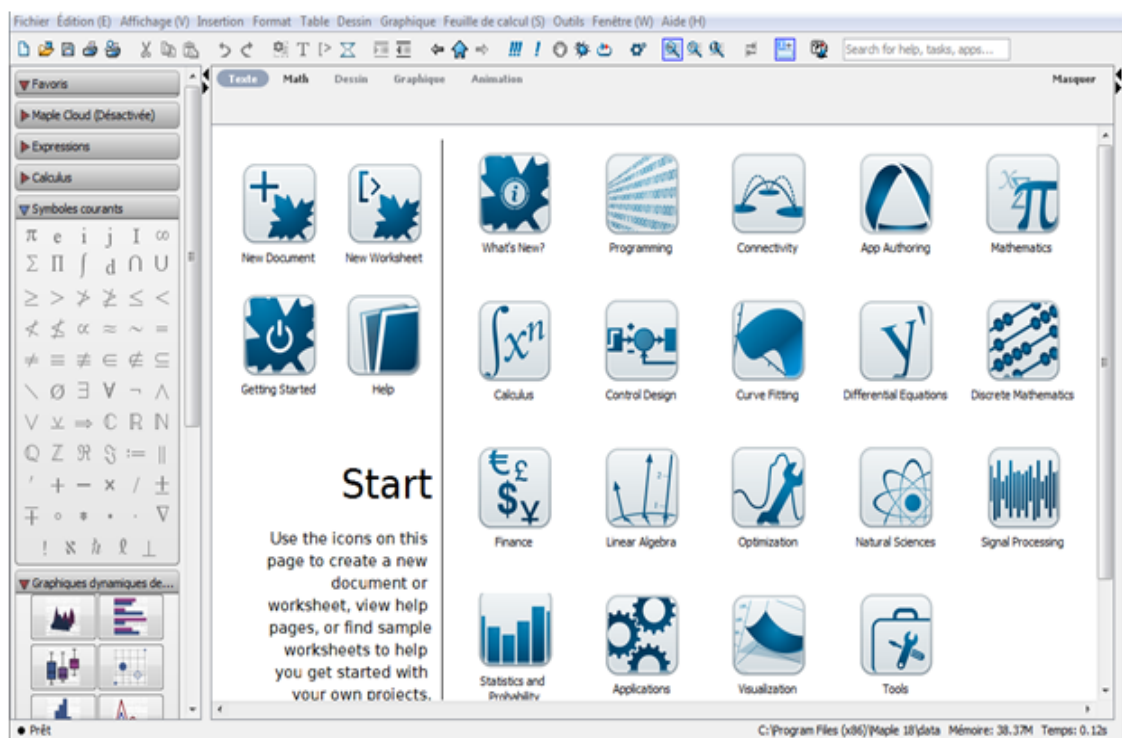 Fichier Édition (E) Affichage (V) Insertion Format Table Dessin Graphique Feuille de calcul (S) Outils Fenêtre (W) Aide (H)
Search for help, tasks, apps...
Favoris
Maple Cloud (Désactivée)
Expressions
Calculus
Symboles courants
π e i j I ∞
Σ Π ∫ d ∩ ∪
≥ > ≯ ≱ ≤ <
≮ ≰ ∝ ≈ ~ =
≠ ≡ ≢ ∈ ∉ ⊆
\ Ø ∃ ∀ ¬ ∧
∨ ⊻ ⇒ ℂ ℝ ℕ
ℚ ℤ ℜ ℑ := ∥
′ + − × / ±
∓ ∘ * • · ∇
! ℵ ℏ ℓ ⊥
Graphiques dynamiques de...
Texte Math Dessin Graphique Animation Masquer
New Document New Worksheet
Getting Started Help
Start
Use the icons on this
page to create a new
document or
worksheet, view help
pages, or find sample
worksheets to help
you get started with
your own projects.
What's New? Programming Connectivity App Authoring Mathematics
Calculus Control Design Curve Fitting Differential Equations Discrete Mathematics
Finance Linear Algebra Optimization Natural Sciences Signal Processing
Statistics and
Probability
Applications Visualization Tools
Prêt
C:\Program Files (x86)\Maple 18\data Mémoire: 38.37M Temps: 0.12s